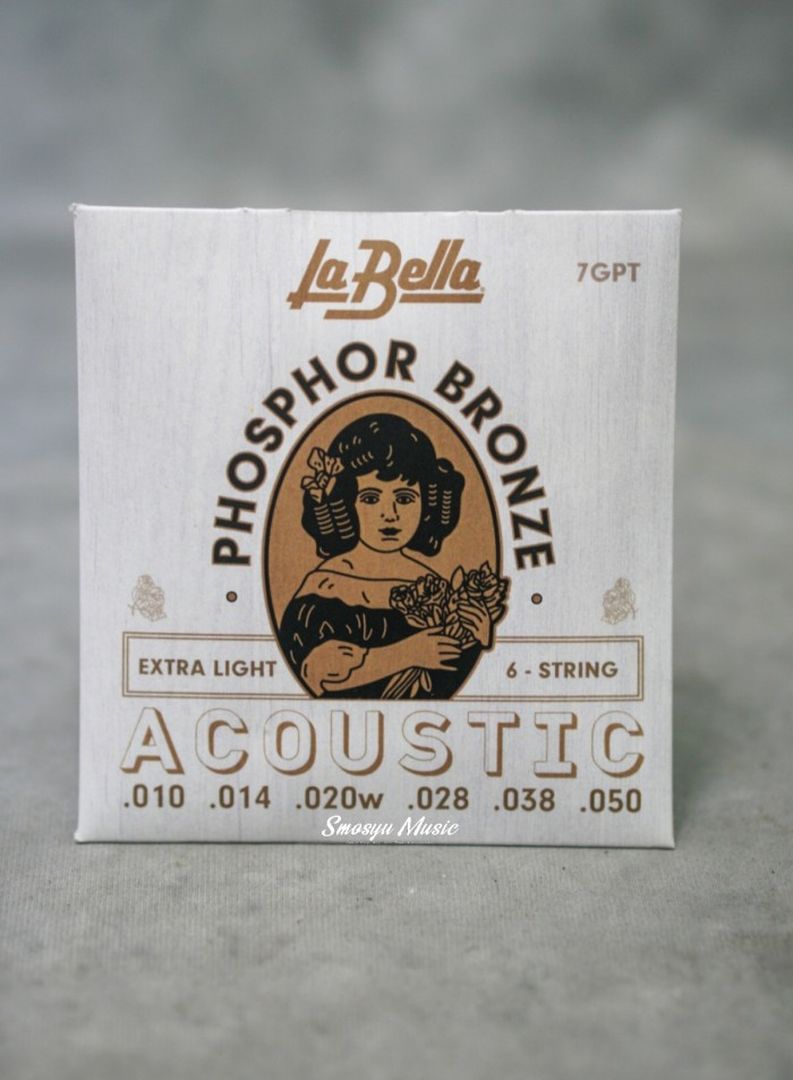 La Bella
7GPT
PHOSPHOR BRONZE
EXTRA LIGHT
6 - STRING
ACOUSTIC
.010 .014 .020w .028 .038 .050
Smosyu Music